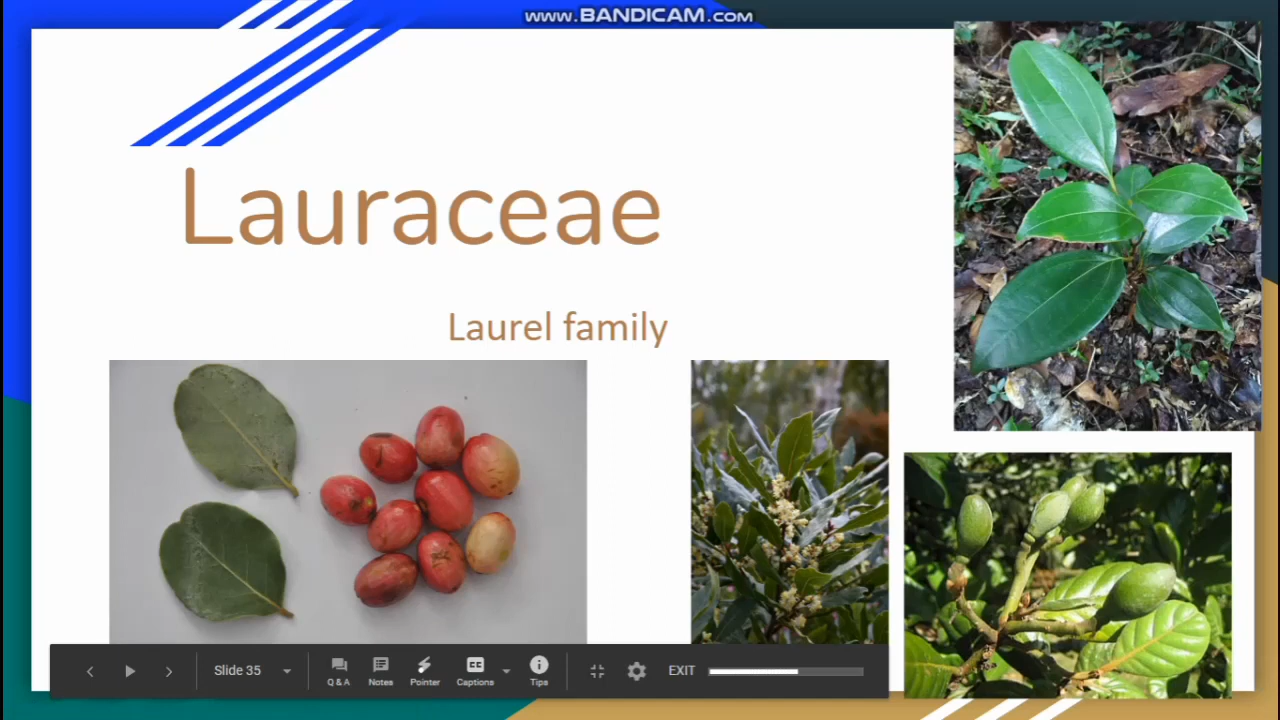 www.BANDICAM.com
Lauraceae
Laurel family
Slide 35
Q & A
Notes
Pointer
Captions
Tips
EXIT